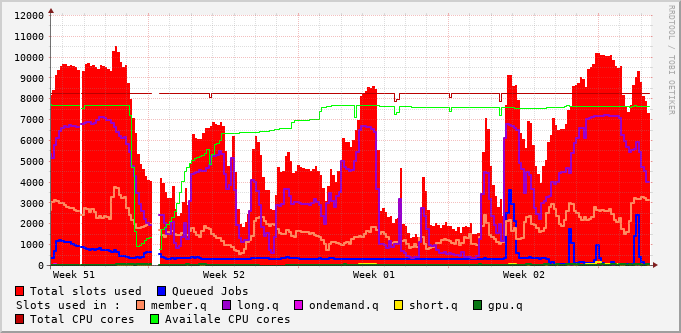 12000
11000
10000
9000
8000
7000
6000
5000
4000
3000
2000
1000
0
Week 51 Week 52 Week 01 Week 02
RRDTOOL / TOBI OETIKER
Total slots used Queued Jobs
Slots used in : member.q long.q ondemand.q short.q gpu.q
Total CPU cores Availale CPU cores